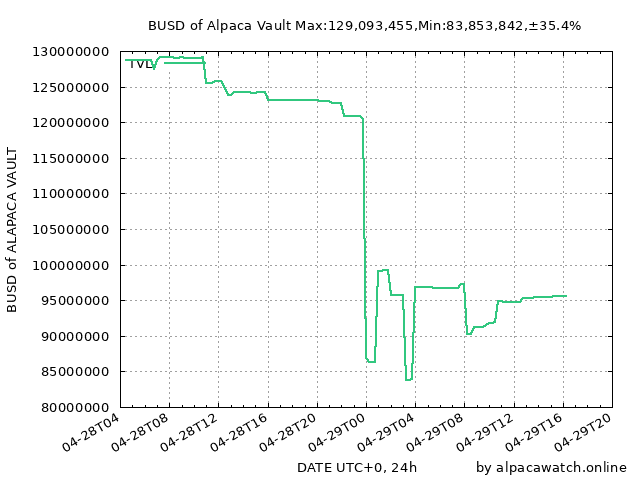 BUSD of Alpaca Vault Max:129,093,455,Min:83,853,842,±35.4%
130000000
TVL
125000000
120000000
115000000
110000000
105000000
100000000
95000000
90000000
85000000
80000000
BUSD of ALAPACA VAULT
04-28T04
04-28T08
04-28T12
04-28T16
04-28T20
04-29T00
04-29T04
04-29T08
04-29T12
04-29T16
04-29T20
DATE UTC+0, 24h
by alpacawatch.online